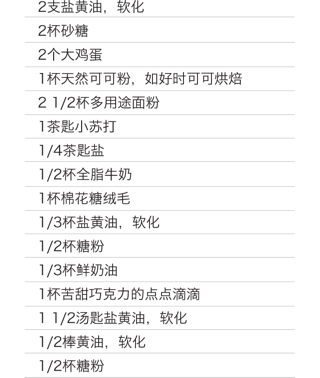 2支盐黄油，软化
2杯砂糖
2个大鸡蛋
1杯天然可可粉，如好时可可烘焙
2 1/2杯多用途面粉
1茶匙小苏打
1/4茶匙盐
1/2杯全脂牛奶
1杯棉花糖绒毛
1/3杯盐黄油，软化
1/2杯糖粉
1/3杯鲜奶油
1杯苦甜巧克力的点点滴滴
1 1/2汤匙盐黄油，软化
1/2棒黄油，软化
1/2杯糖粉